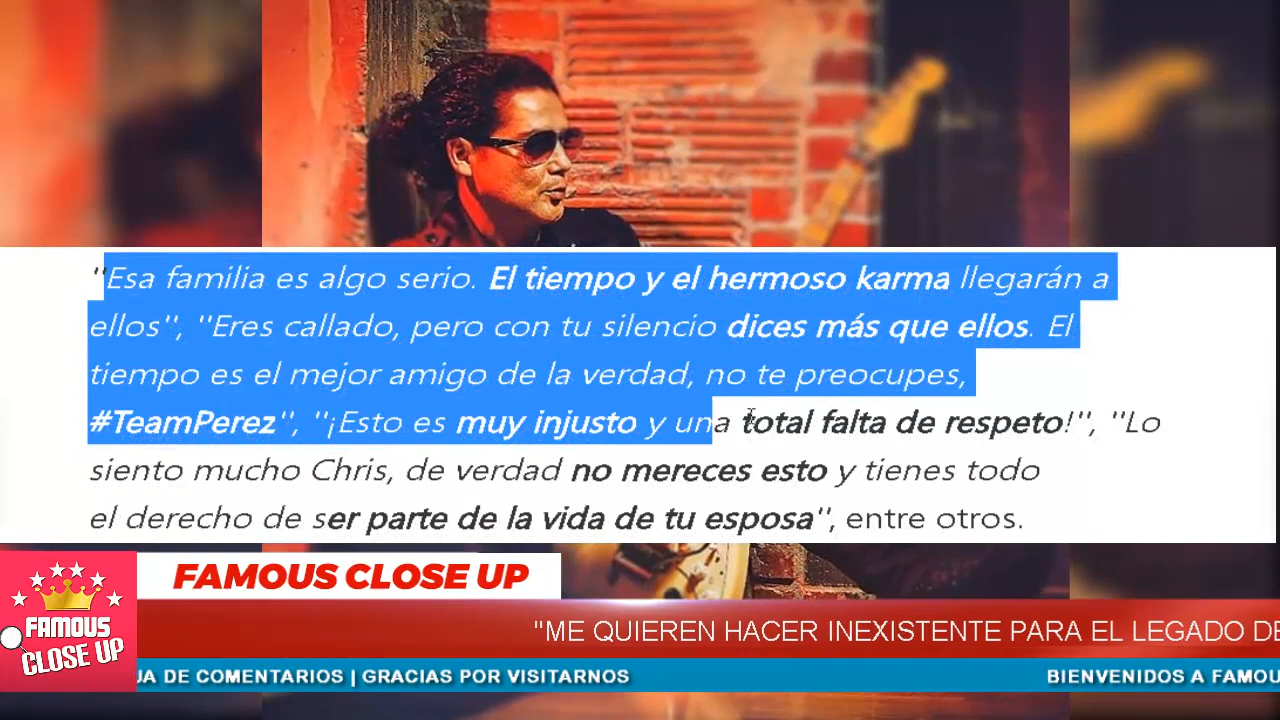 "Esa familia es algo serio. El tiempo y el hermoso karma llegarán a
ellos", "Eres callado, pero con tu silencio dices más que ellos. El
tiempo es el mejor amigo de la verdad, no te preocupes,
#TeamPerez", "¡Esto es muy injusto y una total falta de respeto!", "Lo
siento mucho Chris, de verdad no mereces esto y tienes todo
el derecho de ser parte de la vida de tu esposa", entre otros.
FAMOUS CLOSE UP
FAMOUS
CLOSE UP
"ME QUIEREN HACER INEXISTENTE PARA EL LEGADO DE
JA DE COMENTARIOS | GRACIAS POR VISITARNOS
BIENVENIDOS A FAMOU